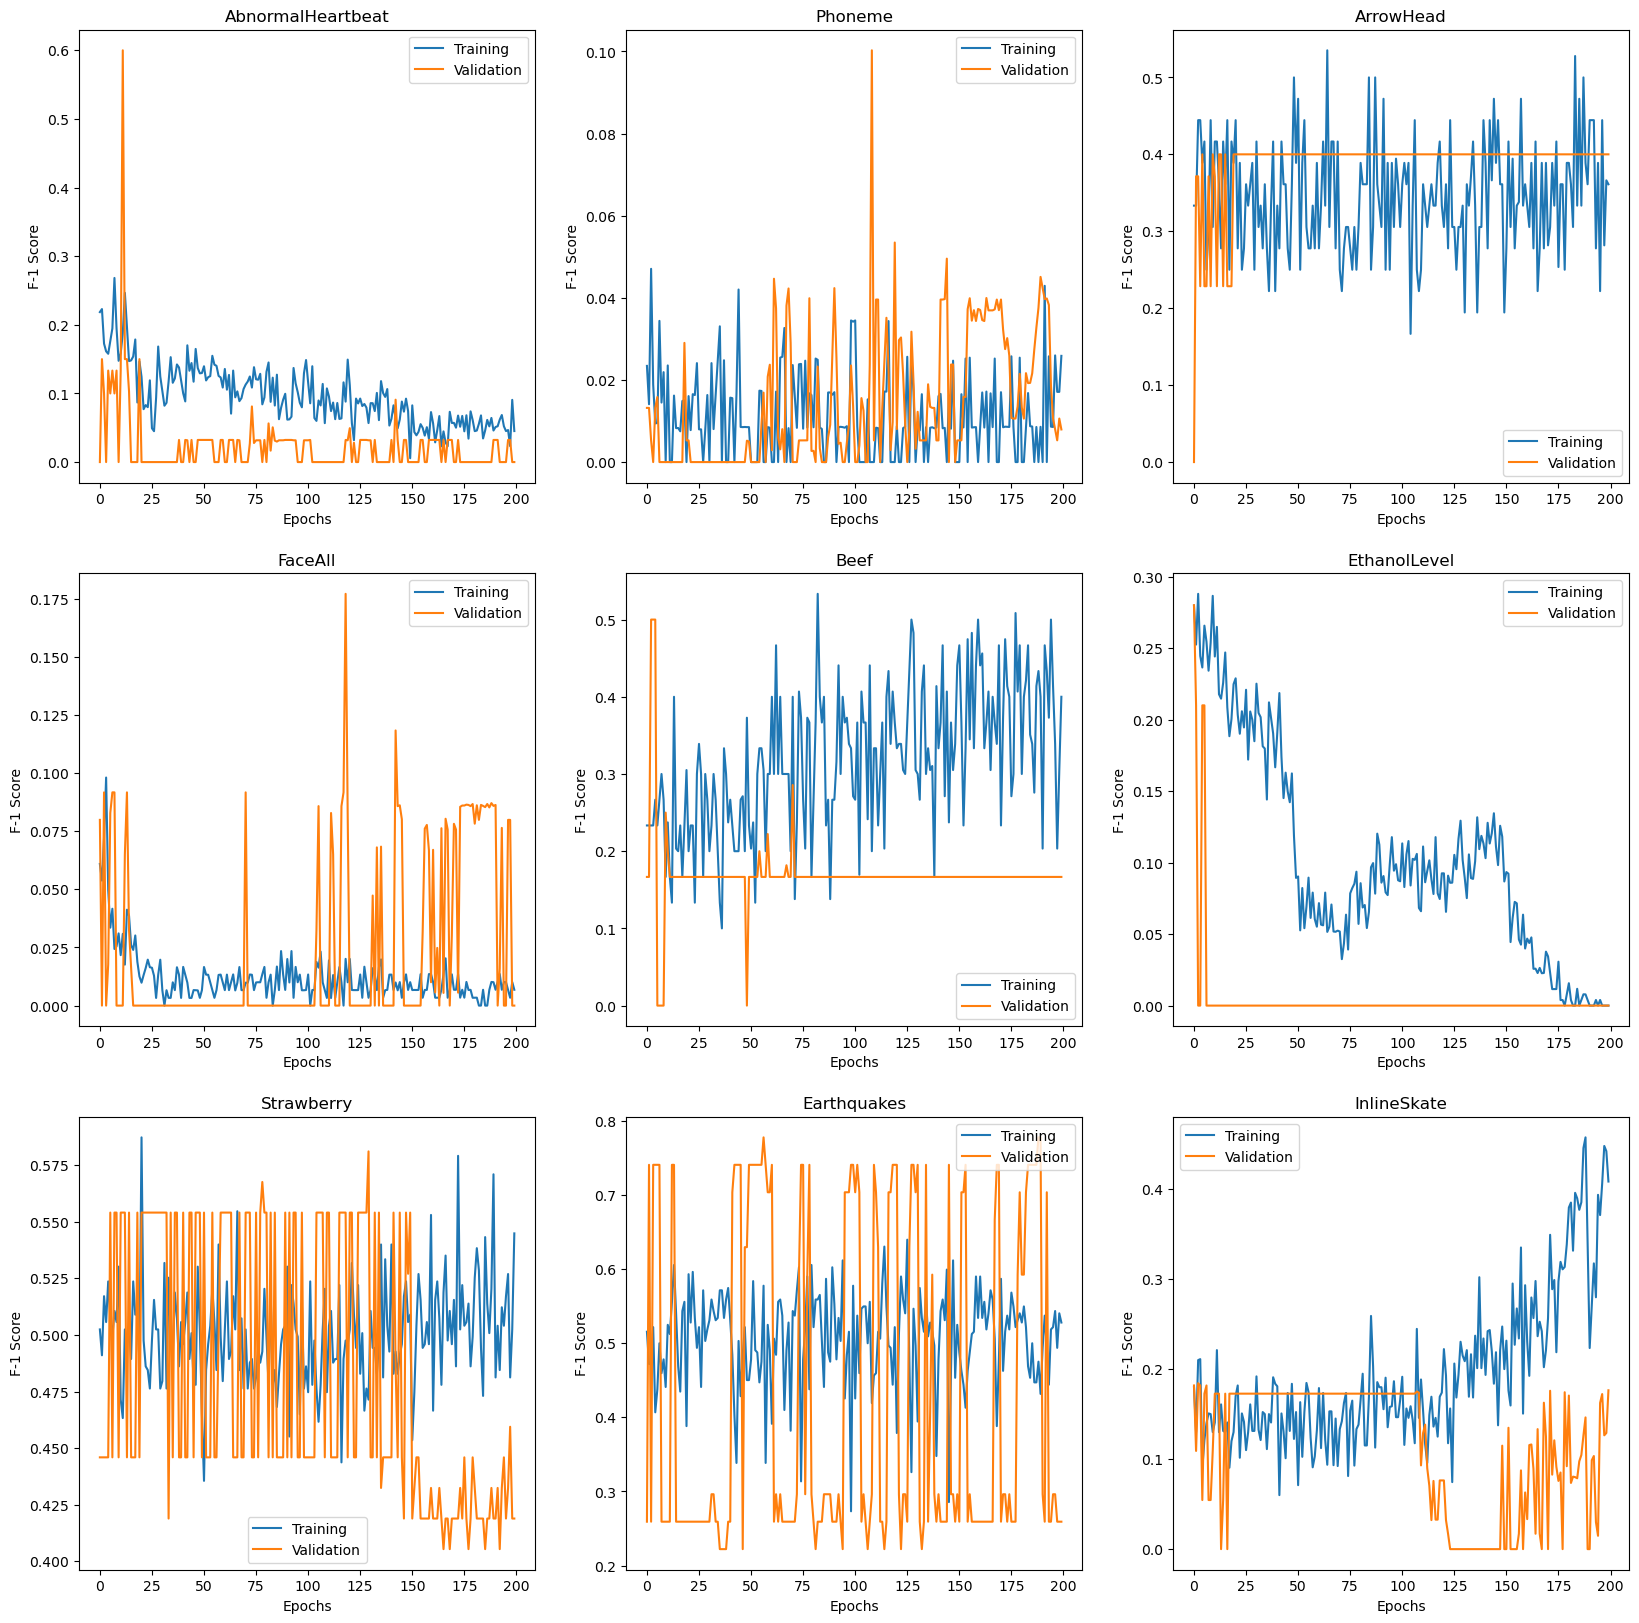 AbnormalHeartbeat
0.6
0.5
0.4
0.3
0.2
0.1
0.0
F-1 Score
0 25 50 75 100 125 150 175 200
Epochs
Training
Validation
Phoneme
0.10
0.08
0.06
0.04
0.02
0.00
F-1 Score
0 25 50 75 100 125 150 175 200
Epochs
Training
Validation
ArrowHead
0.5
0.4
0.3
0.2
0.1
0.0
F-1 Score
0 25 50 75 100 125 150 175 200
Epochs
Training
Validation
FaceAll
0.175
0.150
0.125
0.100
0.075
0.050
0.025
0.000
F-1 Score
0 25 50 75 100 125 150 175 200
Epochs
Training
Validation
Beef
0.5
0.4
0.3
0.2
0.1
0.0
F-1 Score
0 25 50 75 100 125 150 175 200
Epochs
Training
Validation
EthanolLevel
0.30
0.25
0.20
0.15
0.10
0.05
0.00
F-1 Score
0 25 50 75 100 125 150 175 200
Epochs
Training
Validation
Strawberry
0.575
0.550
0.525
0.500
0.475
0.450
0.425
0.400
F-1 Score
0 25 50 75 100 125 150 175 200
Epochs
Training
Validation
Earthquakes
0.8
0.7
0.6
0.5
0.4
0.3
0.2
F-1 Score
0 25 50 75 100 125 150 175 200
Epochs
Training
Validation
InlineSkate
0.4
0.3
0.2
0.1
0.0
F-1 Score
0 25 50 75 100 125 150 175 200
Epochs
Training
Validation